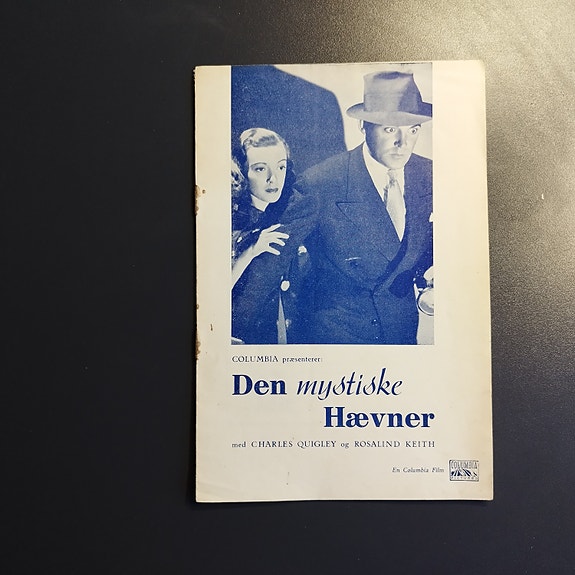 COLUMBIA præsenterer:
Den mystiske
Hævner
med CHARLES QUIGLEY og ROSALIND KEITH
En Columbia Film
COLUMBIA